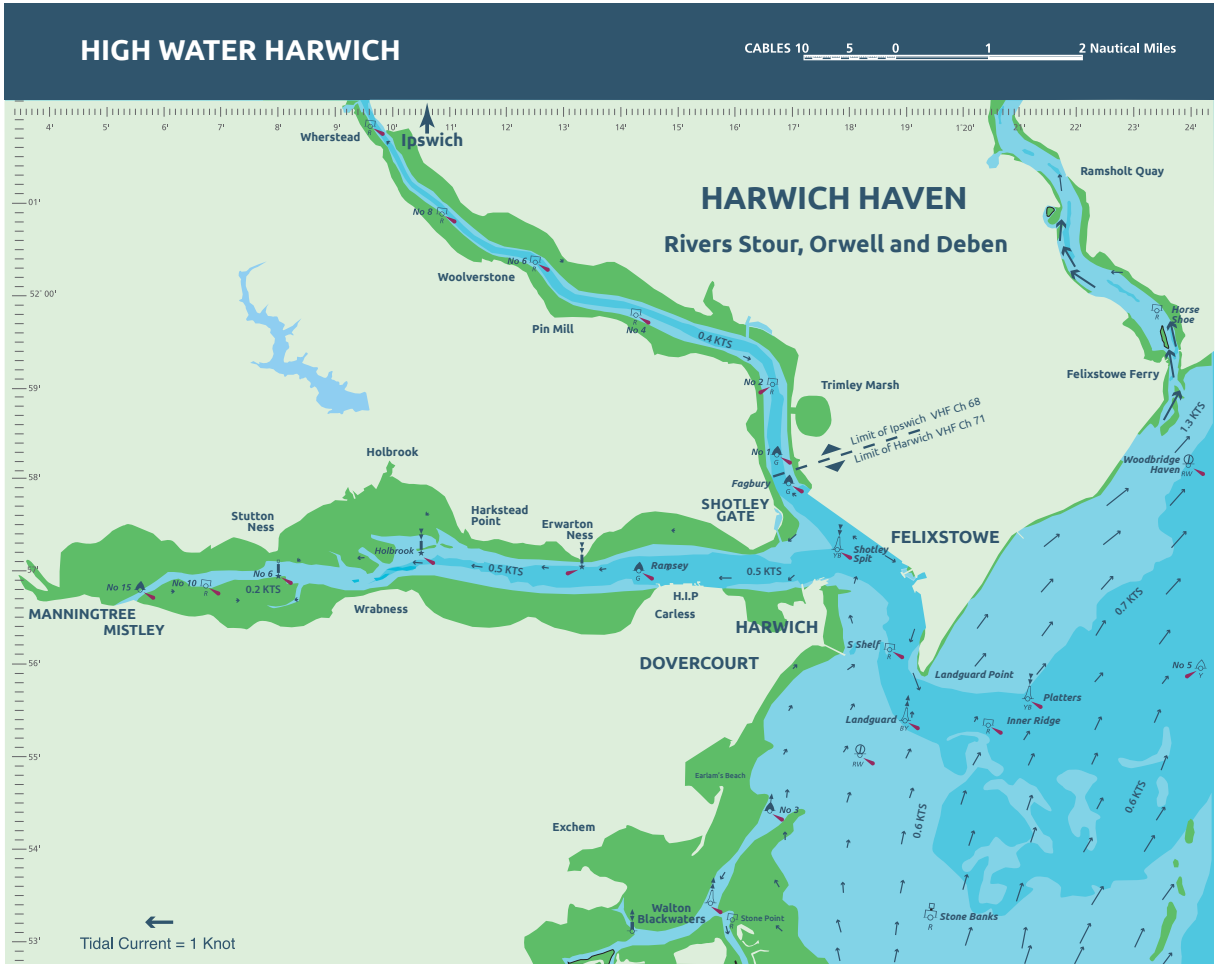 HIGH WATER HARWICH
CABLES 10 5 0 1 2 Nautical Miles
4' 5' 6' 7' 8' 9' 10' 11' 12' 13' 14' 15' 16' 17' 18' 19' 1°20' 21' 22' 23' 24'
Wherstead
R
Ipswich
HARWICH HAVEN
Rivers Stour, Orwell and Deben
Ramsholt Quay
01'
No 8
R
No 6
R
Woolverstone
52° 00'
Pin Mill
R
No 4
0.4 KTS
R
Horse
Shoe
Felixstowe Ferry
59'
No 2
R
Trimley Marsh
1.3 KTS
Limit of Ipswich VHF Ch 68
Limit of Harwich VHF Ch 71
No 1
G
Woodbridge
Haven
RW
58'
Fagbury
G
Holbrook
SHOTLEY
GATE
Stutton
Ness
Harkstead
Point
Erwarton
Ness
FELIXSTOWE
Holbrook
Shotley
Spit
YB
57'
No 15
No 10
R
No 6
0.2 KTS
0.5 KTS
Ramsey
G
0.5 KTS
H.I.P
Carless
Wrabness
MANNINGTREE
MISTLEY
HARWICH
0.7 KTS
DOVERCOURT
56'
S Shelf
R
Landguard Point
No 5
Y
Platters
YB
Landguard
BY
Inner Ridge
R
55'
RW
Earlam's Beach
No 3
0.6 KTS
0.6 KTS
Exchem
54'
Walton
Blackwaters
Stone Point
R
Stone Banks
R
53'
Tidal Current = 1 Knot